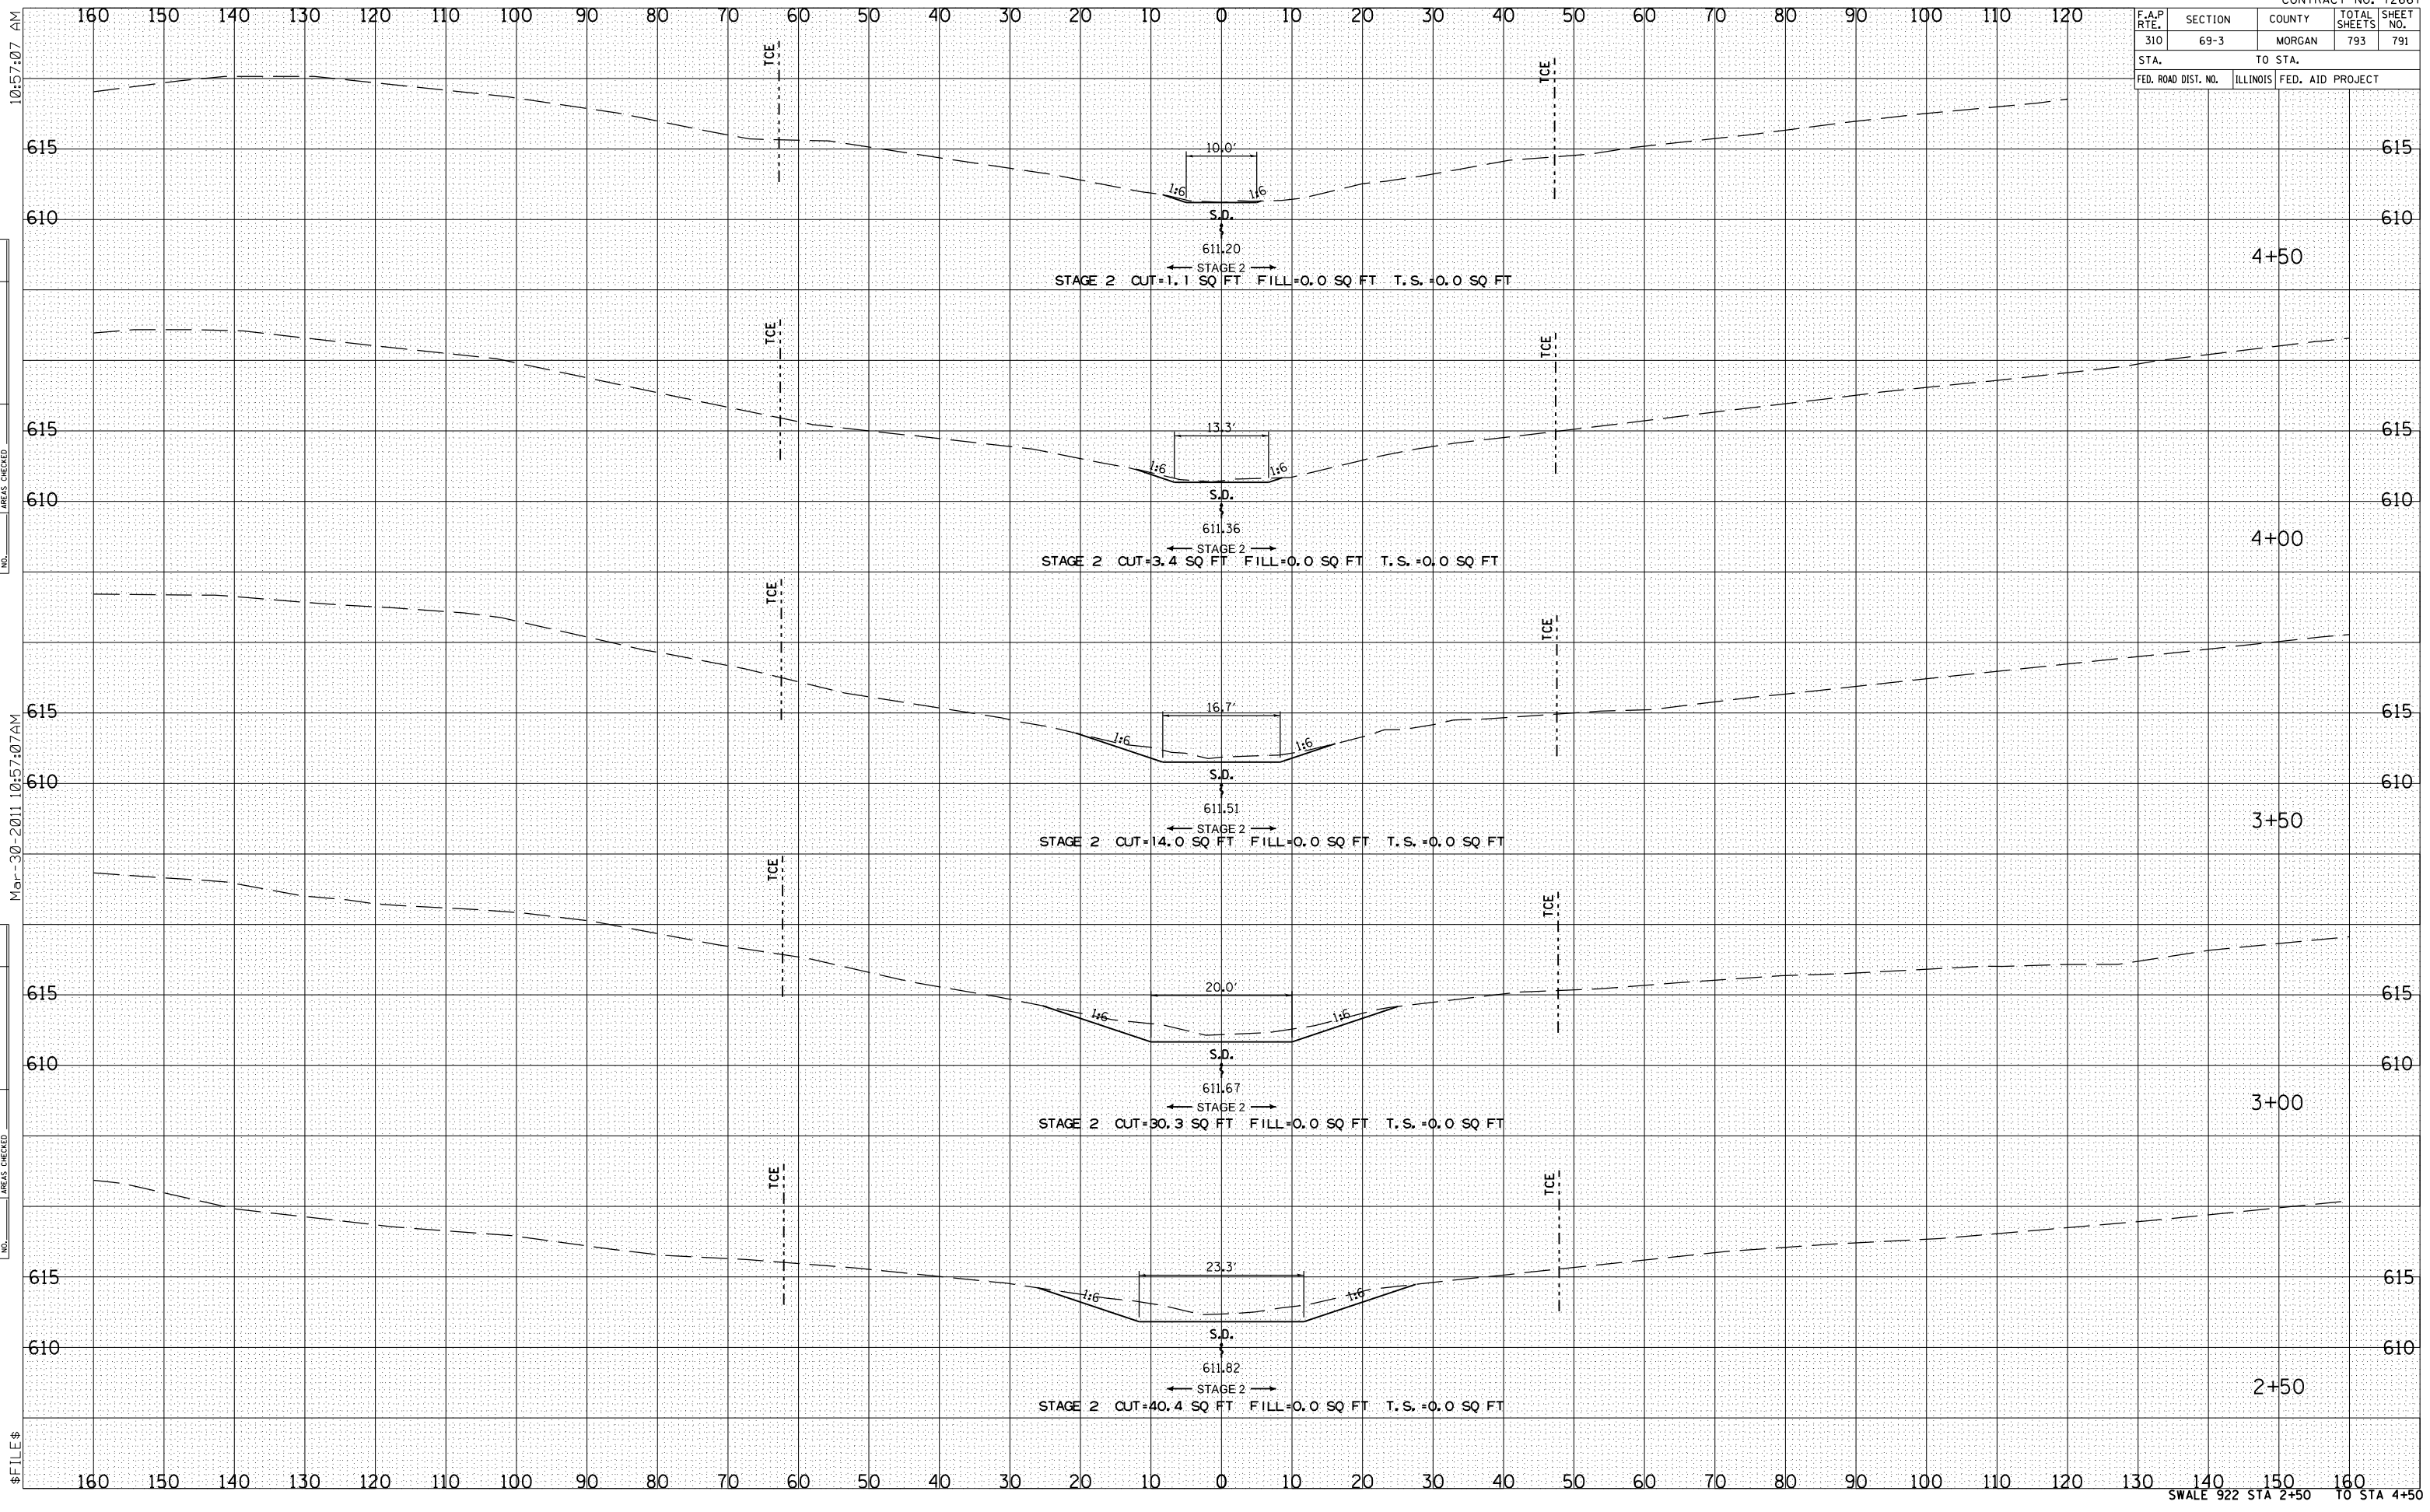 CONTRACT NO. 72661
160 150 140 130 120 110 100 90 80 70 60 50 40 30 20 10 0 10 20 30 40 50 60 70 80 90 100 110 120
F.A.P RTE. SECTION COUNTY TOTAL SHEETS SHEET NO.
310 69-3 MORGAN 793 791
STA. TO STA.
FED. ROAD DIST. NO. ILLINOIS FED. AID PROJECT
10:57:07 AM
TCE TCE
615 10.0' 615
1:6 1:6
610 S.D. 610
611.20
4+50
STAGE 2
STAGE 2 CUT=1.1 SQ FT FILL=0.0 SQ FT T.S.=0.0 SQ FT
TCE TCE
615 13.3' 615
1:6 1:6
AREAS CHECKED
NO.
610 S.D. 610
611.36
4+00
STAGE 2
STAGE 2 CUT=3.4 SQ FT FILL=0.0 SQ FT T.S.=0.0 SQ FT
TCE TCE
615 16.7' 615
1:6 1:6
Mar-30-2011 10:57:07AM
610 S.D. 610
611.51
3+50
STAGE 2
STAGE 2 CUT=14.0 SQ FT FILL=0.0 SQ FT T.S.=0.0 SQ FT
TCE TCE
615 20.0' 615
1:6 1:6
610 S.D. 610
611.67
3+00
STAGE 2
STAGE 2 CUT=30.3 SQ FT FILL=0.0 SQ FT T.S.=0.0 SQ FT
AREAS CHECKED
NO.
TCE TCE
615 23.3' 615
1:6 1:6
610 S.D. 610
611.82
2+50
STAGE 2
STAGE 2 CUT=40.4 SQ FT FILL=0.0 SQ FT T.S.=0.0 SQ FT
$FILE$
160 150 140 130 120 110 100 90 80 70 60 50 40 30 20 10 0 10 20 30 40 50 60 70 80 90 100 110 120 130 140 150 160
SWALE 922 STA 2+50 TO STA 4+50